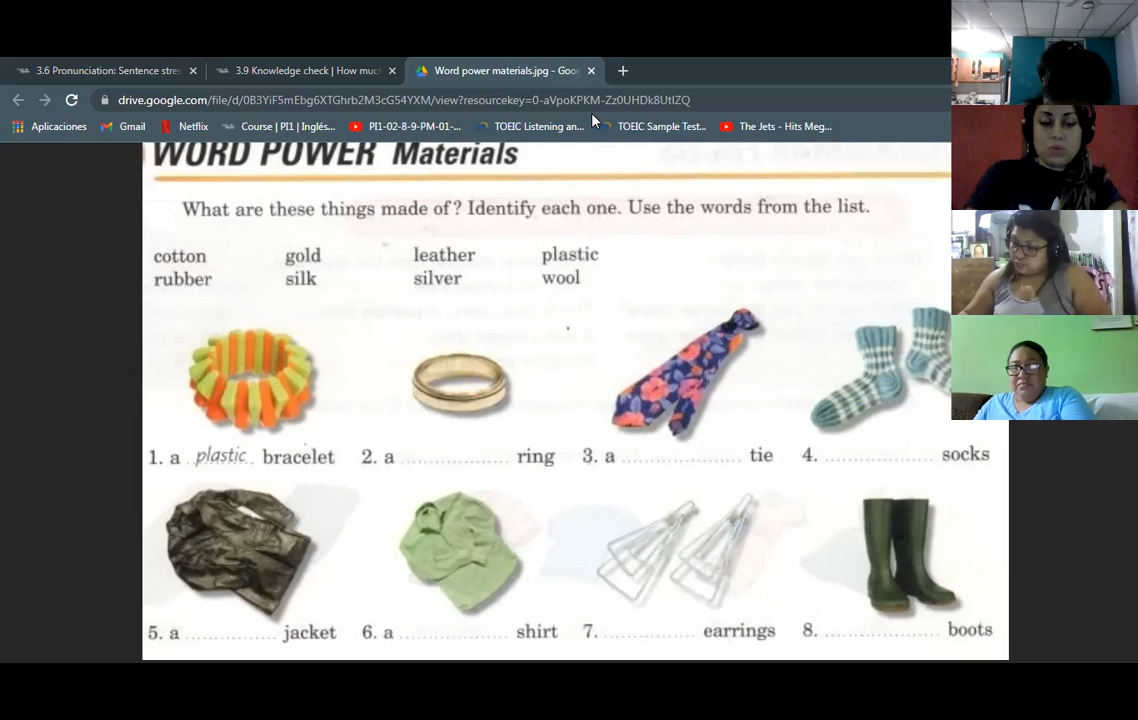 3.6 Pronunciation: Sentence stres
3.9 Knowledge check | How muc
Word power materials.jpg - Goog
drive.google.com/file/d/0B3YiF5mEbg6XTGhrb2M3cG54YXM/view?resourcekey=0-aVpoKPKM-Zz0UHDk8UtIZQ
Aplicaciones
Gmail
Netflix
Course | PI1 | Inglés...
PI1-02-8-9-PM-01-...
TOEIC Listening an...
TOEIC Sample Test...
The Jets - Hits Meg...
WORD POWER Materials
What are these things made of? Identify each one. Use the words from the list.
cotton gold leather plastic
rubber silk silver wool
1. a plastic bracelet 2. a ............ ring 3. a ............ tie 4. ............ socks
5. a ............ jacket 6. a ............ shirt 7. ............ earrings 8. ............ boots